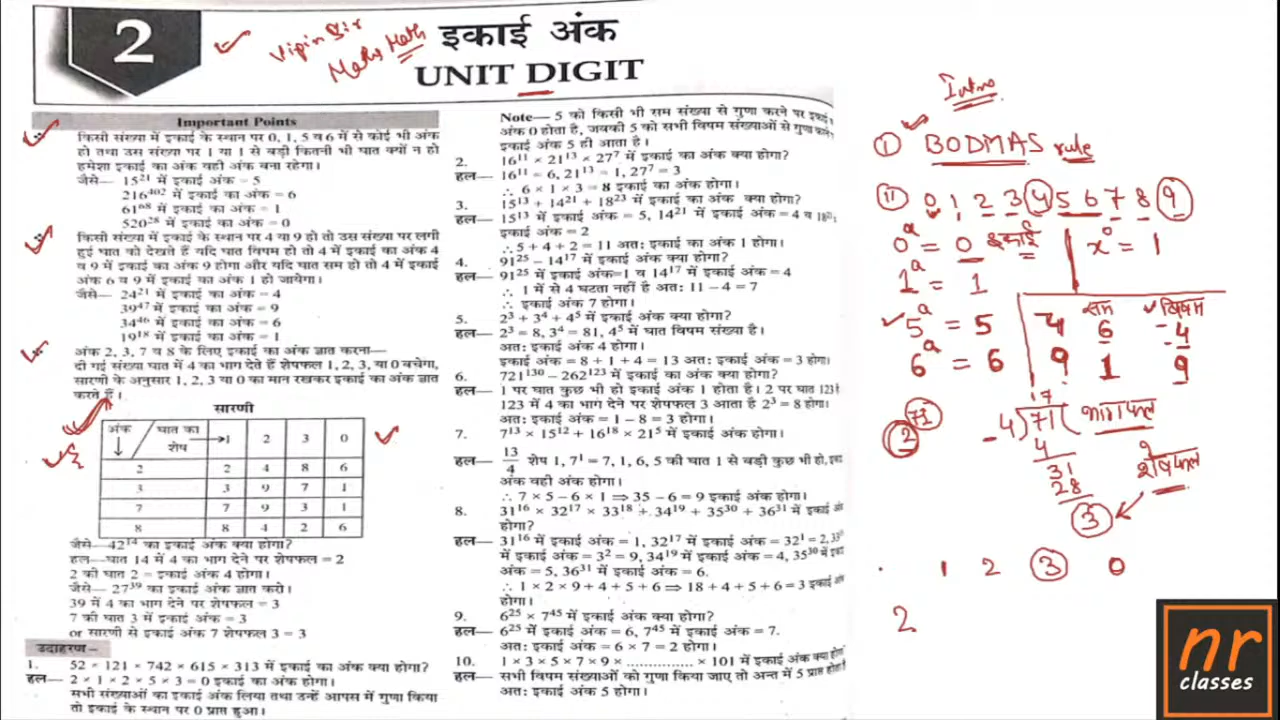 2
Vipin Sir
Maths Math
इकाई अंक
UNIT DIGIT
Important Points
किसी संख्या में इकाई के स्थान पर 0, 1, 5 व 6 में से कोई भी अंक
हो तथा उस संख्या पर 1 या 1 से बड़ी कितनी भी घात क्यों न हो
हमेशा इकाई का अंक वही अंक बना रहेगा।
जैसे— 15²¹ में इकाई का अंक = 5
216⁴⁰² में इकाई का अंक = 6
61⁶⁸ में इकाई का अंक = 1
520²⁸ में इकाई का अंक = 0
किसी संख्या में इकाई के स्थान पर 4 या 9 हो तो उस संख्या पर लगी
हुई घात को देखते हैं यदि घात विषम हो तो 4 में इकाई का अंक 4
व 9 में इकाई का अंक 9 होगा और यदि घात सम हो तो 4 में इकाई
अंक 6 व 9 में इकाई का अंक 1 हो जायेगा।
जैसे— 24²¹ में इकाई का अंक = 4
39⁴⁷ में इकाई का अंक = 9
34⁴⁶ में इकाई का अंक = 6
19¹⁸ में इकाई का अंक = 1
अंक 2, 3, 7 व 8 के लिए इकाई का अंक ज्ञात करना—
दी गई संख्या घात में 4 का भाग देते हैं शेषफल 1, 2, 3, या 0 बचेगा,
सारणी के अनुसार 1, 2, 3 या 0 का मान रखकर इकाई का अंक ज्ञात
करते हैं।
सारणी
अंक घात का शेष 1 2 3 0
2 2 4 8 6
3 3 9 7 1
7 7 9 3 1
8 8 4 2 6
जैसे— 42¹⁴ का इकाई अंक क्या होगा?
हल—घात 14 में 4 का भाग देने पर शेषफल = 2
2 की घात 2 = इकाई अंक 4 होगा।
जैसे— 27³⁹ का इकाई अंक ज्ञात करो।
39 में 4 का भाग देने पर शेषफल = 3
7 की घात 3 में इकाई का अंक = 3
or सारणी से इकाई अंक 7 शेषफल 3 = 3
उदाहरण –
1. 52 × 121 × 742 × 615 × 313 में इकाई का अंक क्या होगा?
हल— 2 × 1 × 2 × 5 × 3 = 0 इकाई का अंक होगा।
सभी संख्याओं का इकाई अंक लिया तथा उन्हें आपस में गुणा किया
तो इकाई के स्थान पर 0 प्राप्त हुआ।
Note— 5 को किसी भी सम संख्या से गुणा करने पर इकाई
अंक 0 होता है, जबकी 5 को सभी विषम संख्याओं से गुणा करने
इकाई अंक 5 ही आता है।
2. 16¹¹ × 21¹³ × 27⁷ में इकाई का अंक क्या होगा?
हल— 16¹¹ = 6, 21¹³ = 1, 27⁷ = 3
∴ 6 × 1 × 3 = 8 इकाई का अंक होगा।
3. 15¹³ + 14²¹ + 18²³ में इकाई का अंक क्या होगा?
हल— 15¹³ में इकाई का अंक = 5, 14²¹ में इकाई का अंक = 4 व 18²³
इकाई अंक = 2
∴ 5 + 4 + 2 = 11 अत: इकाई का अंक 1 होगा।
4. 91²⁵ – 14¹⁷ में इकाई का अंक क्या होगा?
हल— 91²⁵ में इकाई का अंक=1 व 14¹⁷ में इकाई का अंक = 4
∴ 1 में से 4 घटता नहीं है अत: 11 – 4 = 7
∴ इकाई का अंक 7 होगा।
5. 2³ + 3⁴ + 4⁵ में इकाई का अंक क्या होगा?
हल— 2³ = 8, 3⁴ = 81, 4⁵ में घात विषम संख्या है।
अत: इकाई अंक 4 होगा।
इकाई का अंक = 8 + 1 + 4 = 13 अत: इकाई का अंक = 3 होगा।
6. 721¹³⁰ – 262¹²³ में इकाई का अंक क्या होगा?
हल— 1 पर घात कुछ भी हो इकाई अंक 1 होता है। 2 पर घात 123 है
123 में 4 का भाग देने पर शेषफल 3 आता है 2³ = 8 होगा।
अत: इकाई का अंक = 1 – 8 = 3 होगा।
7. 7¹³ × 15¹² + 16¹⁸ × 21⁵ में इकाई का अंक होगा।
हल— 13/4 शेष 1, 7¹ = 7, 1, 6, 5 की घात 1 से बड़ी कुछ भी हो, इकाई
अंक वही अंक होगा।
∴ 7 × 5 – 6 × 1 ⇒ 35 – 6 = 9 इकाई का अंक होगा।
8. 31¹⁶ × 32¹⁷ × 33¹⁸ + 34¹⁹ + 35³⁰ + 36³¹ में इकाई का अंक
होगा?
हल— 31¹⁶ में इकाई का अंक = 1, 32¹⁷ में इकाई का अंक = 32¹ = 2, 33¹⁸
में इकाई का अंक = 3² = 9, 34¹⁹ में इकाई का अंक = 4, 35³⁰ में इकाई
अंक = 5, 36³¹ में इकाई का अंक = 6.
∴ 1 × 2 × 9 + 4 + 5 + 6 ⇒ 18 + 4 + 5 + 6 = 3 इकाई का अंक
होगा।
9. 6²⁵ × 7⁴⁵ में इकाई का अंक क्या होगा?
हल— 6²⁵ में इकाई का अंक = 6, 7⁴⁵ में इकाई का अंक = 7.
अत: इकाई का अंक = 6 × 7 = 2 होगा।
10. 1 × 3 × 5 × 7 × 9 × ............... × 101 में इकाई का अंक क्या होगा
हल— सभी विषम संख्याओं को गुणा किया जाए तो अन्त में 5 प्राप्त होता है
अत: इकाई का अंक 5 होगा।
Intro
I BODMAS rule
II 0, 1, 2 3 4 5 6 7 8 9
0ᵃ = 0 इकाई x⁰ = 1
1ᵃ = 1
सम विषम
5ᵃ = 5 4 6 4
6ᵃ = 6 9 1 9
2⁷¹ 4)71( भागफल
17
4
31
28
3 शेषफल
1 2 3 0
2
nr
classes